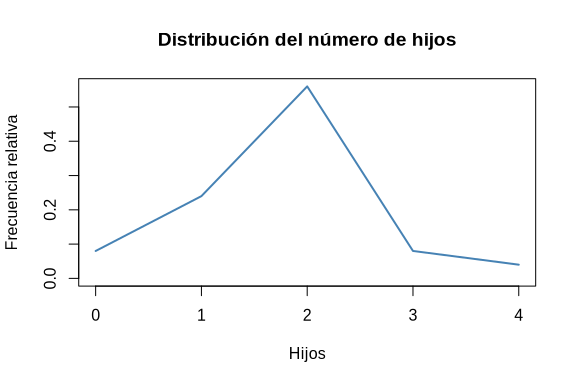 Distribución del número de hijos
Frecuencia relativa
0.4
0.2
0.0
0 1 2 3 4
Hijos